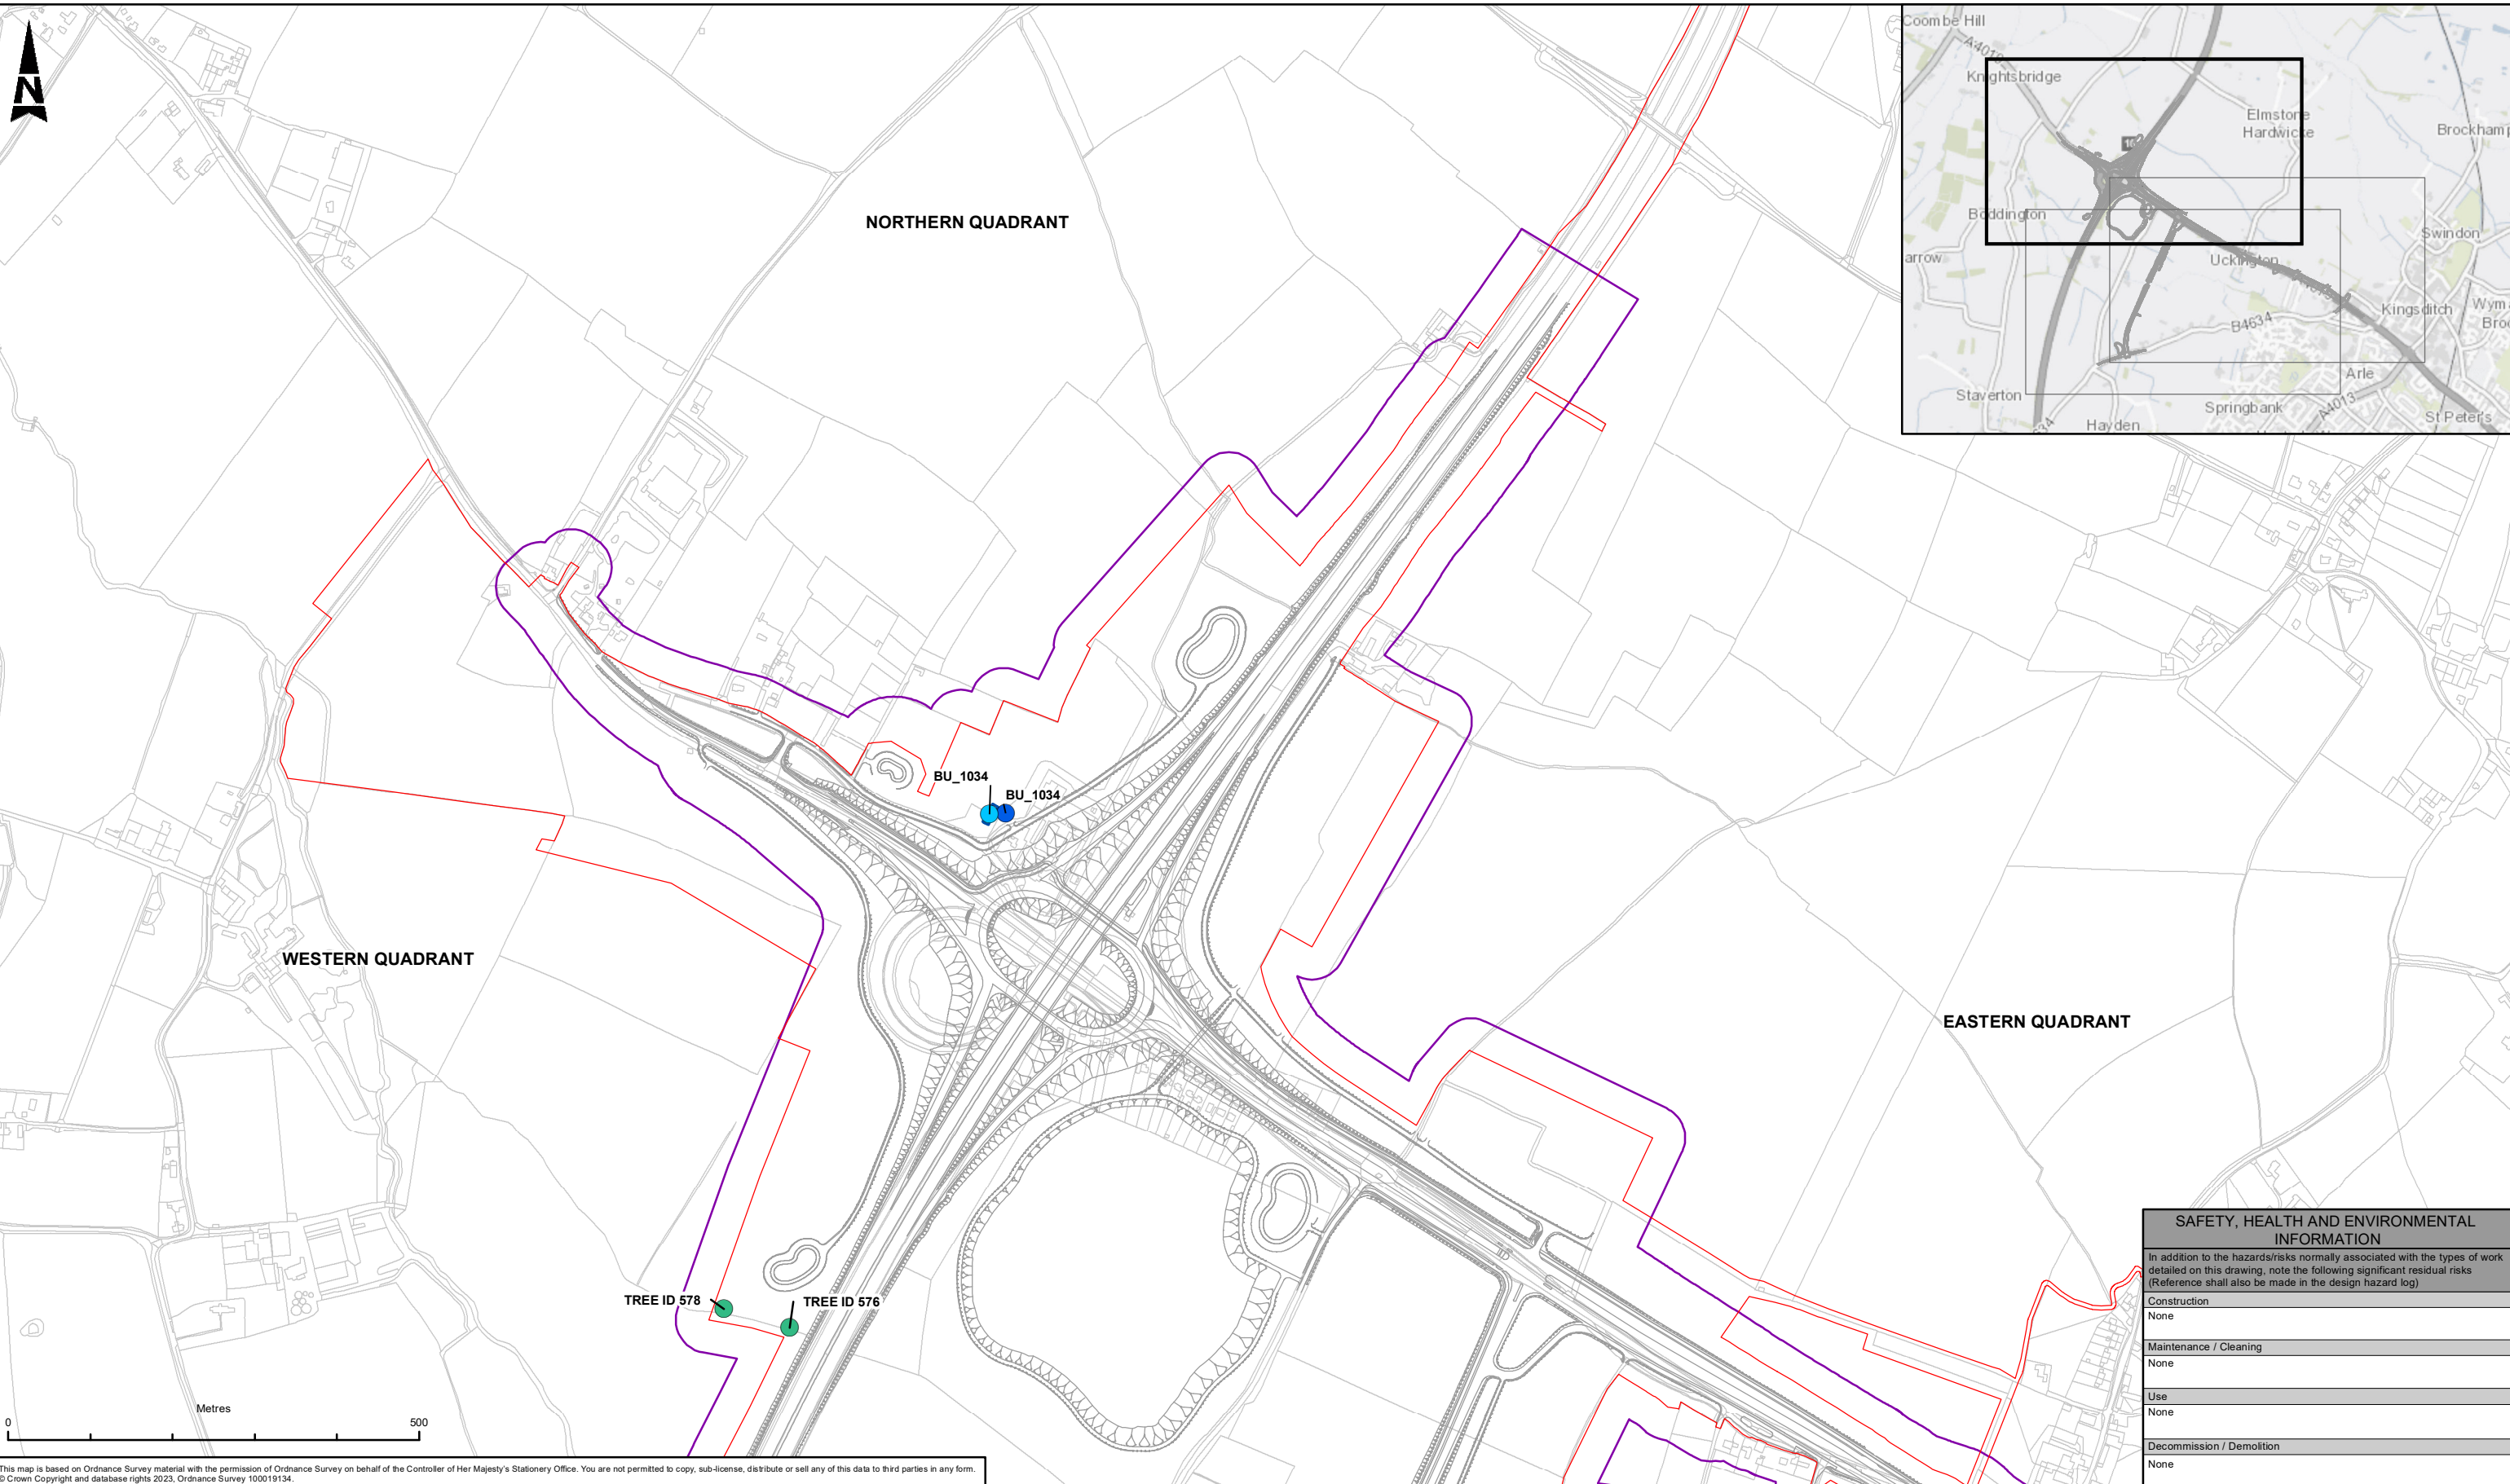 N
NORTHERN QUADRANT
Coombe Hill
A4019
Knightsbridge
10
Elmstone
Hardwicke
Boddington
Swindon
Uckington
Kingsditch
B4634
Arle
Staverton
Springbank
A4013
St Peter's
Hayden
BU_1034
BU_1034
WESTERN QUADRANT
EASTERN QUADRANT
TREE ID 578
TREE ID 576
Metres
0
500
SAFETY, HEALTH AND ENVIRONMENTAL
INFORMATION
In addition to the hazards/risks normally associated with the types of work
detailed on this drawing, note the following significant residual risks
(Reference shall also be made in the design hazard log)
Construction
None
Maintenance / Cleaning
None
Use
None
Decommission / Demolition
None
This map is based on Ordnance Survey material with the permission of Ordnance Survey on behalf of the Controller of Her Majesty's Stationery Office. You are not permitted to copy, sub-license, distribute or sell any of this data to third parties in any form.
© Crown Copyright and database rights 2023, Ordnance Survey 100019134.